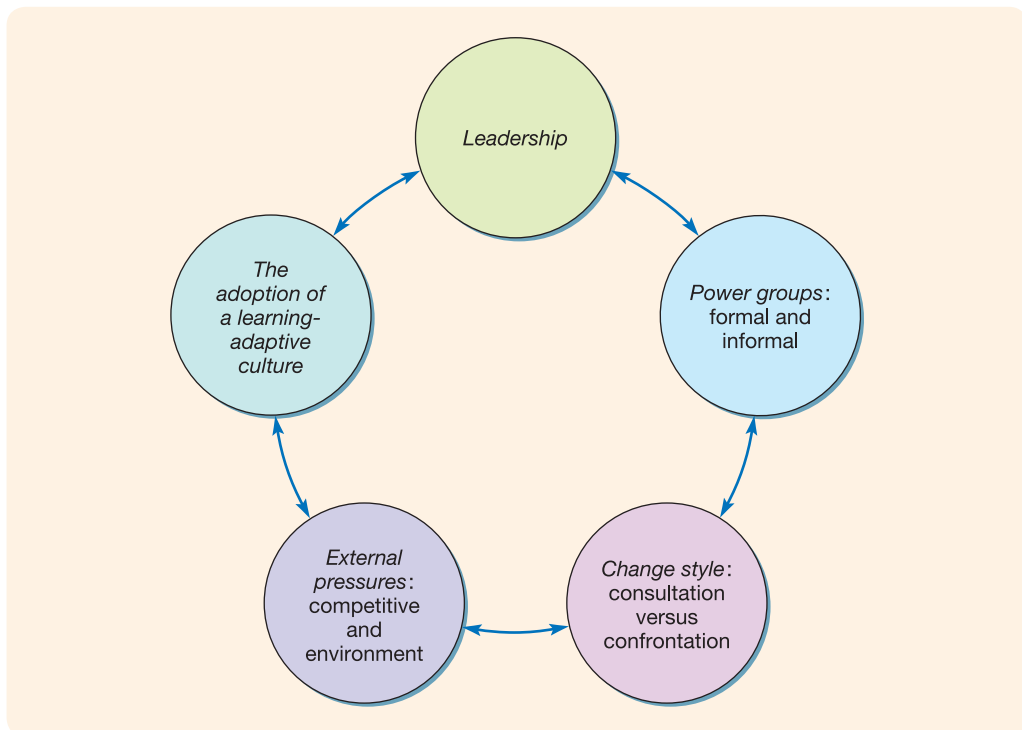 Leadership
Power groups:
formal and
informal
Change style:
consultation
versus
confrontation
External
pressures:
competitive
and
environment
The
adoption of
a learning-
adaptive
culture